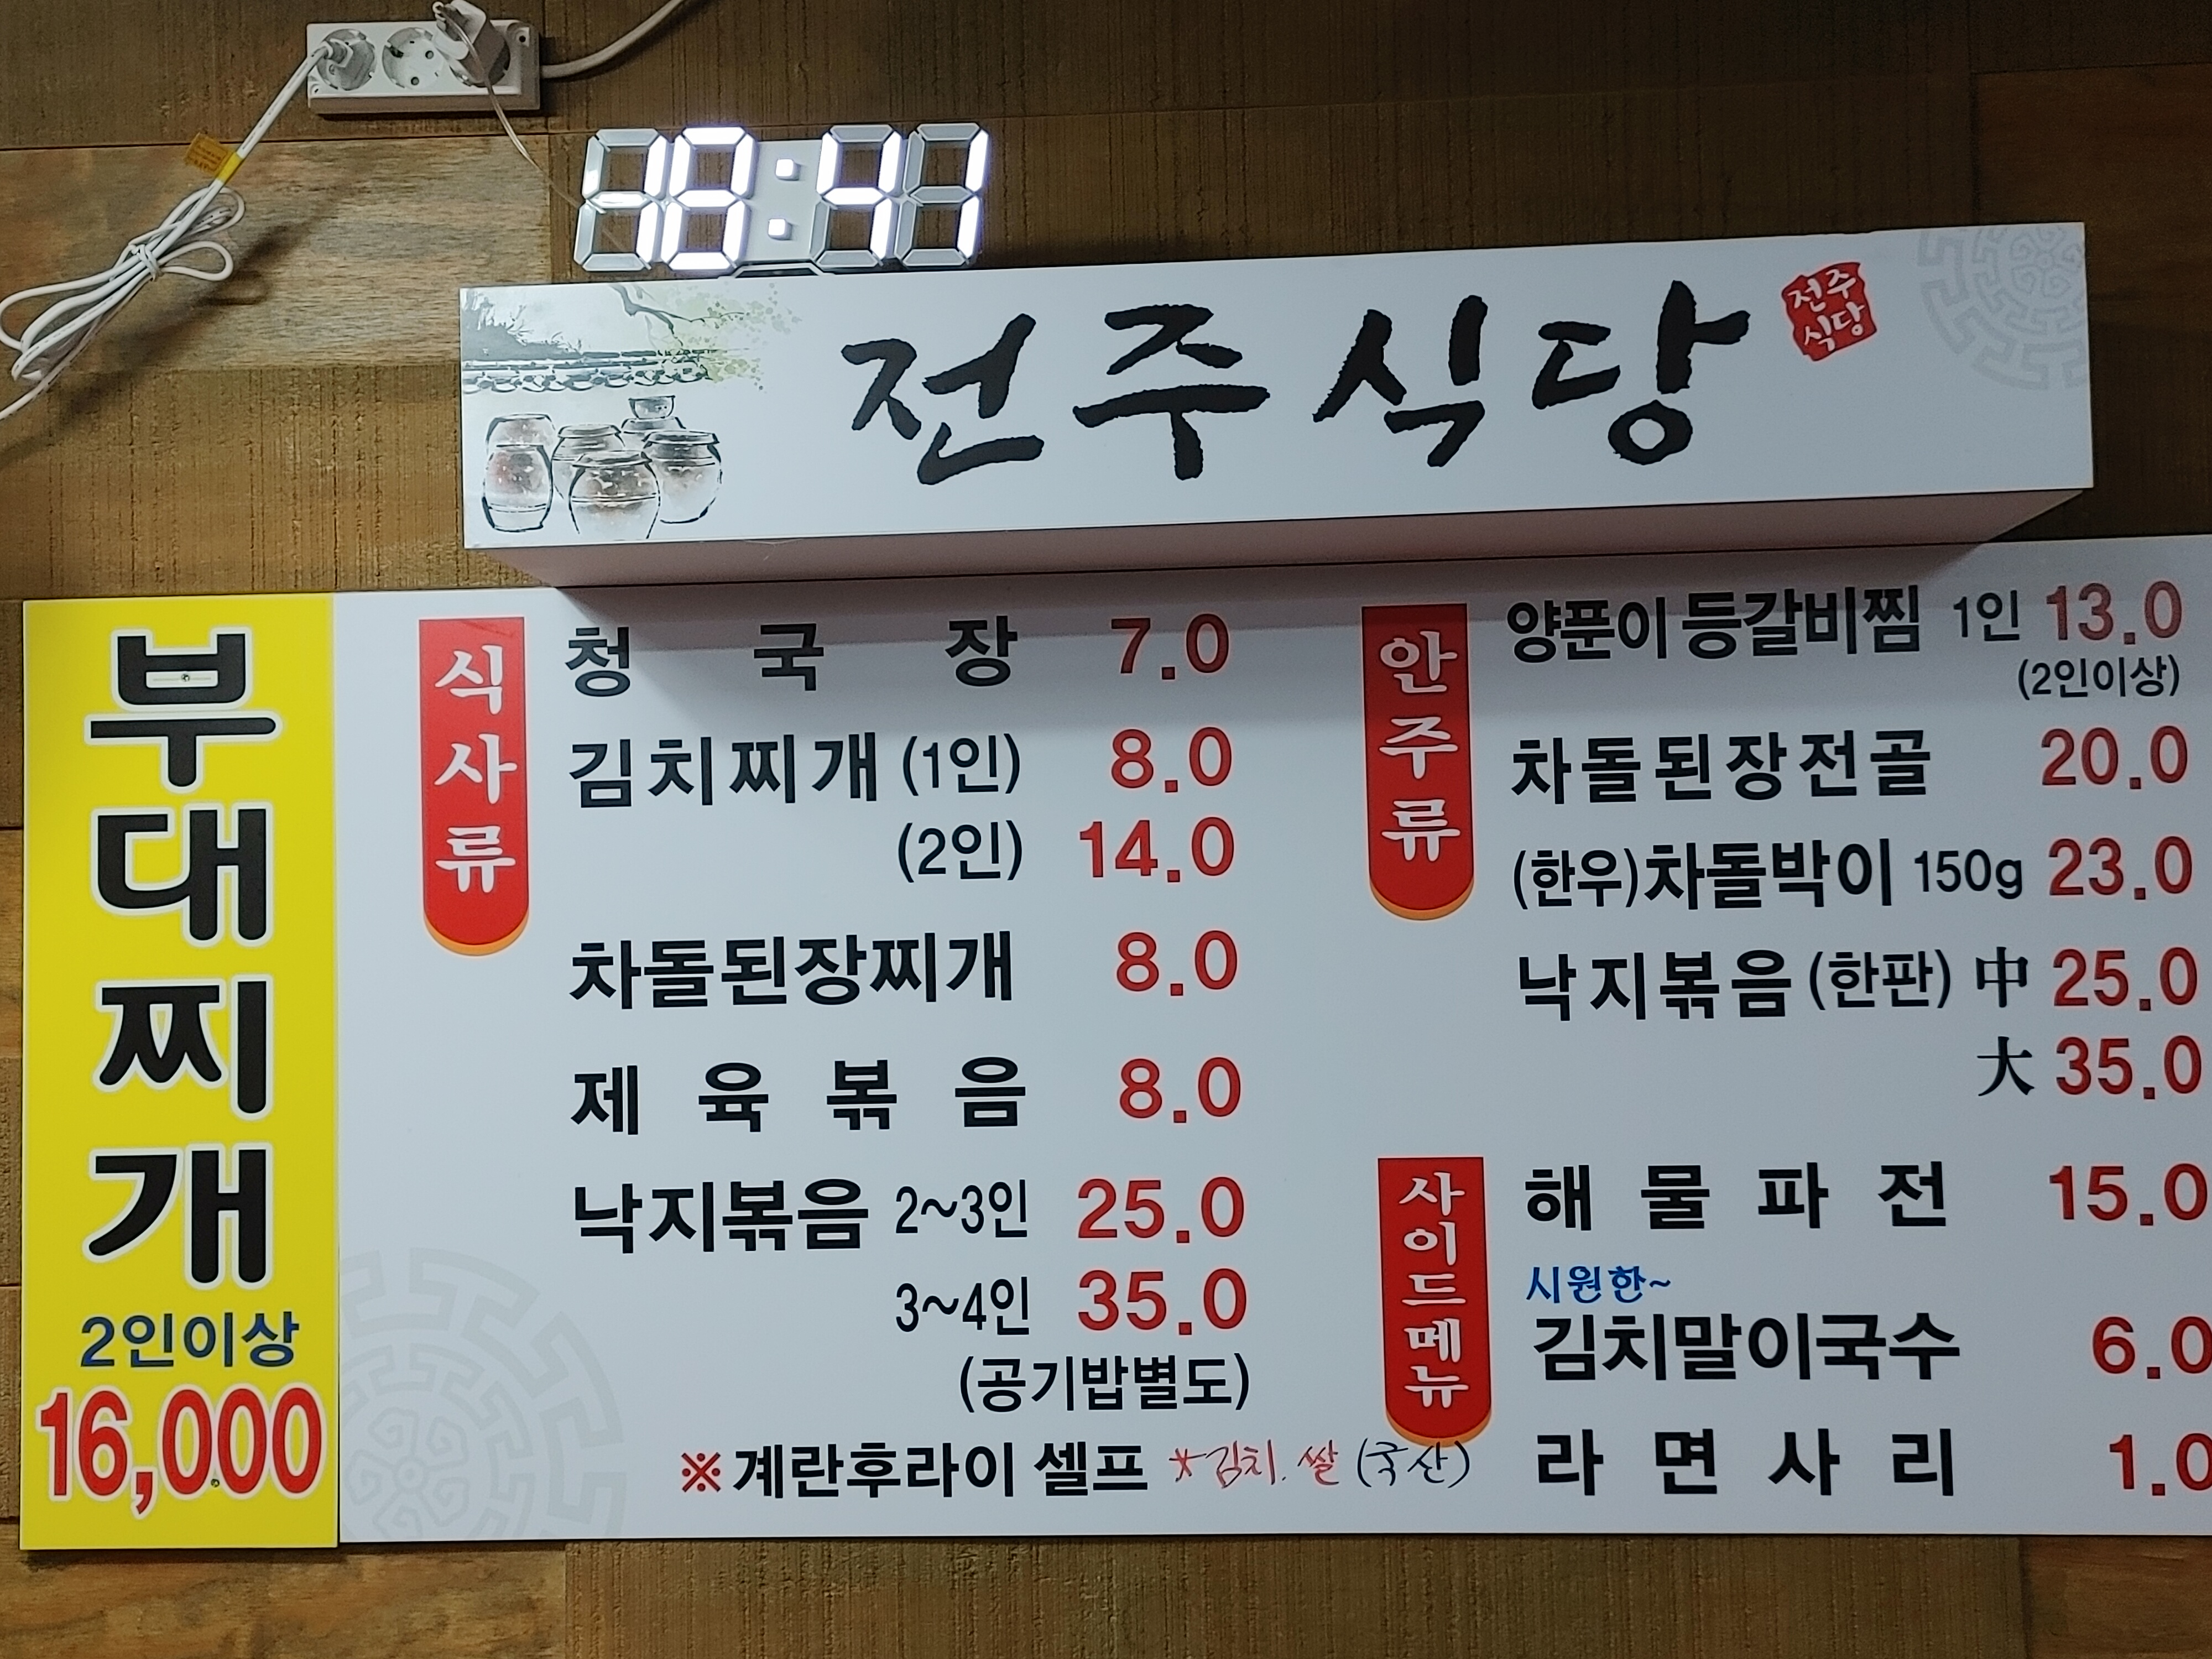 18:41
전주식당
전주
식당
부대찌개
2인이상
16,000
식사류
청국장 7.0
김치찌개 (1인) 8.0
(2인) 14.0
차돌된장찌개 8.0
제육볶음 8.0
낙지볶음 2~3인 25.0
3~4인 35.0
(공기밥별도)
※계란후라이 셀프 *김치.쌀 (국산)
안주류
양푼이등갈비찜 1인 13.0
(2인이상)
차돌된장전골 20.0
(한우)차돌박이 150g 23.0
낙지볶음(한판) 中 25.0
大 35.0
사이드메뉴
해물파전 15.0
시원한~
김치말이국수 6.0
라면사리 1.0